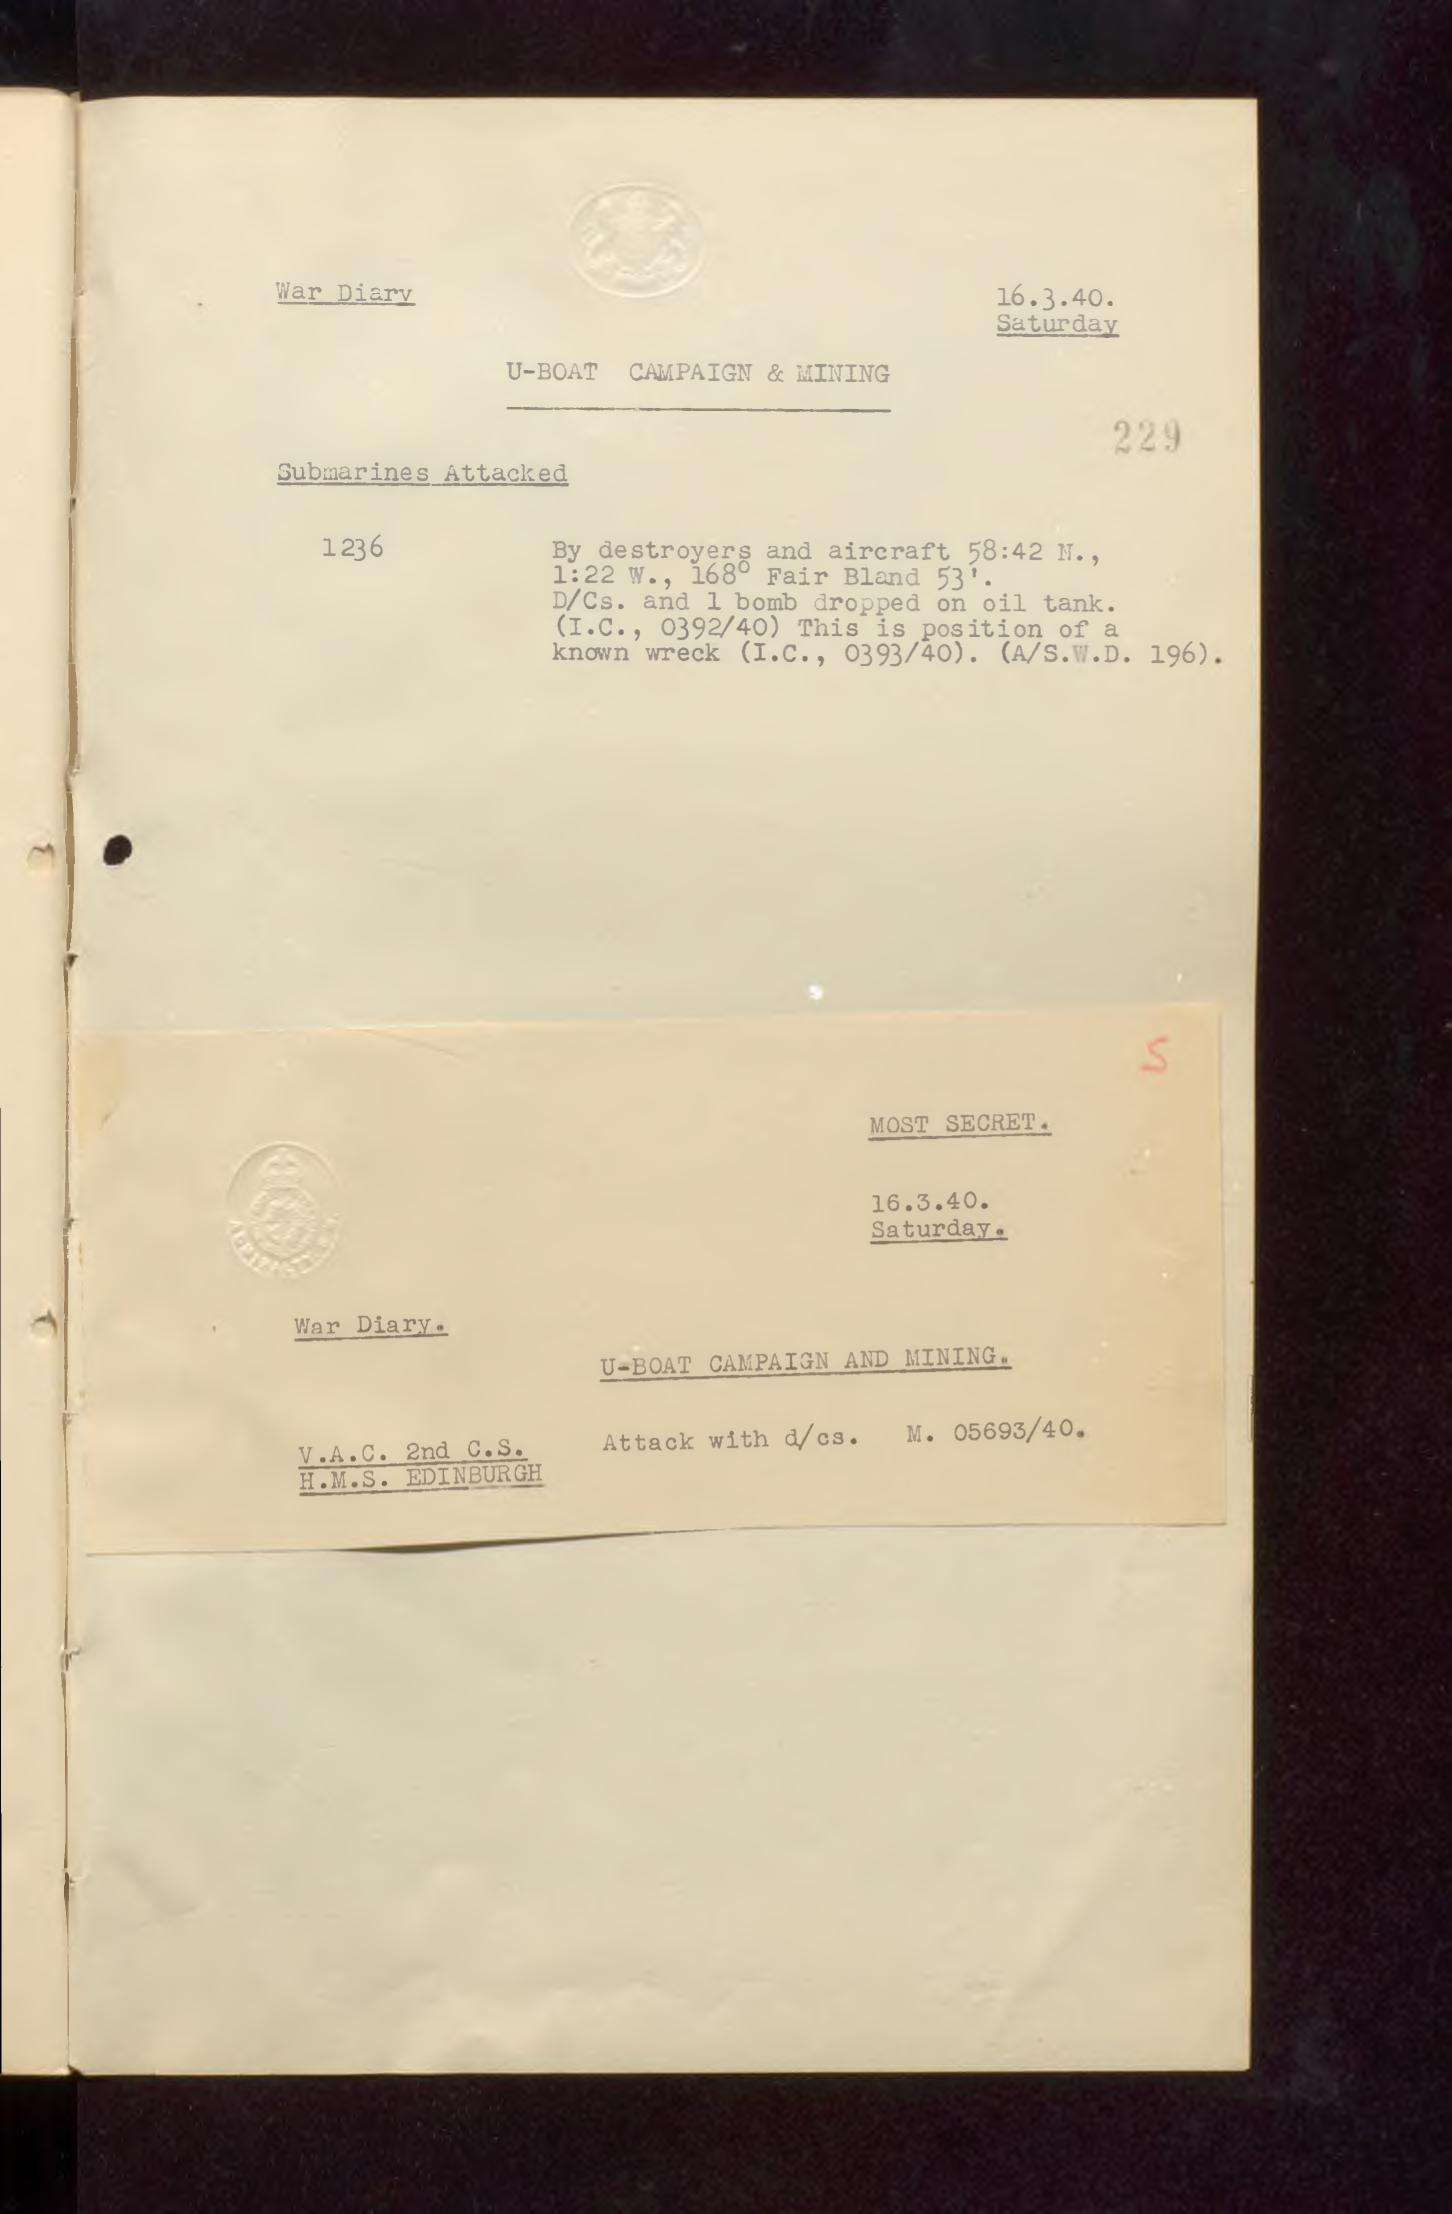 War Diary
16.3.40.
Saturday
U-BOAT CAMPAIGN & MINING
229
Submarines Attacked
1236 By destroyers and aircraft 58:42 N.,
1:22 W., 168° Fair Bland 53'.
D/Cs. and 1 bomb dropped on oil tank.
(I.C., 0392/40) This is position of a
known wreck (I.C., 0393/40). (A/S.W.D. 196).
5
MOST SECRET.
16.3.40.
Saturday.
War Diary.
U-BOAT CAMPAIGN AND MINING.
V.A.C. 2nd C.S. Attack with d/cs. M. 05693/40.
H.M.S. EDINBURGH